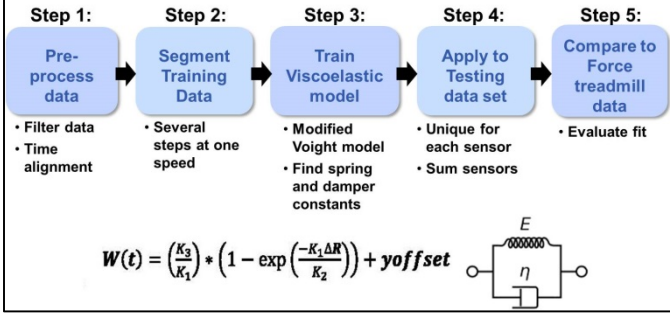 Step 1:
Pre-
process
data
• Filter data
• Time
alignment
Step 2:
Segment
Training
Data
• Several
steps at one
speed
Step 3:
Train
Viscoelastic
model
• Modified
Voight model
• Find spring
and damper
constants
Step 4:
Apply to
Testing
data set
• Unique for
each sensor
• Sum sensors
Step 5:
Compare to
Force
treadmill
data
• Evaluate fit
W(t) = (K₃/K₁) * (1 − exp(−K₁ΔR/K₂)) + yoffset
E
η